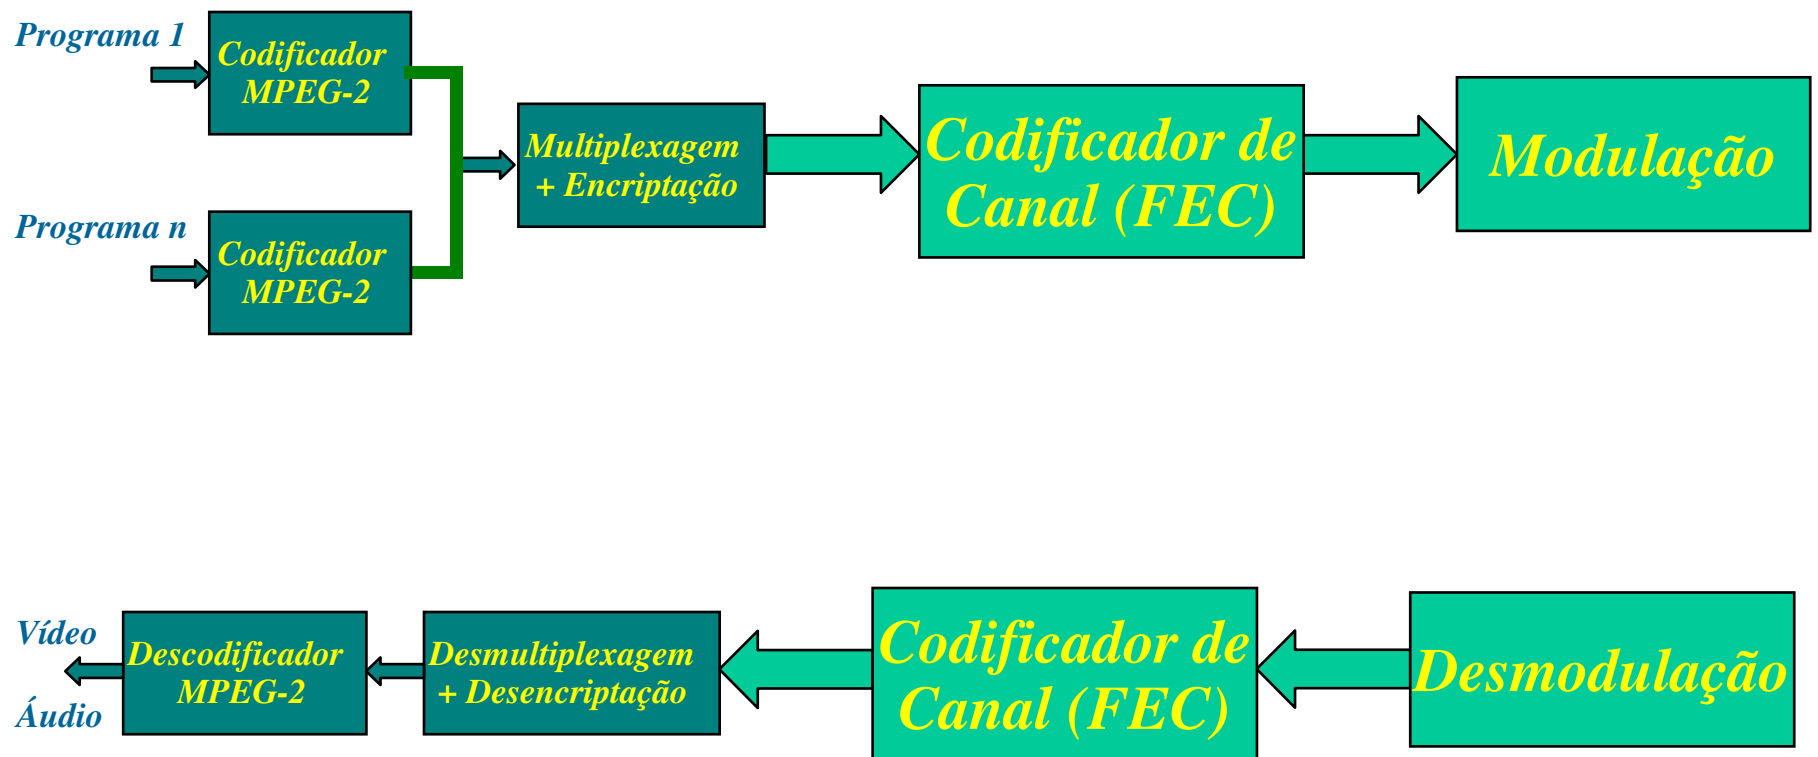 Programa 1
Codificador
MPEG-2
Multiplexagem
+ Encriptação
Codificador de
Canal (FEC)
Modulação
Programa n
Codificador
MPEG-2
Vídeo
Áudio
Descodificador
MPEG-2
Desmultiplexagem
+ Desencriptação
Codificador de
Canal (FEC)
Desmodulação